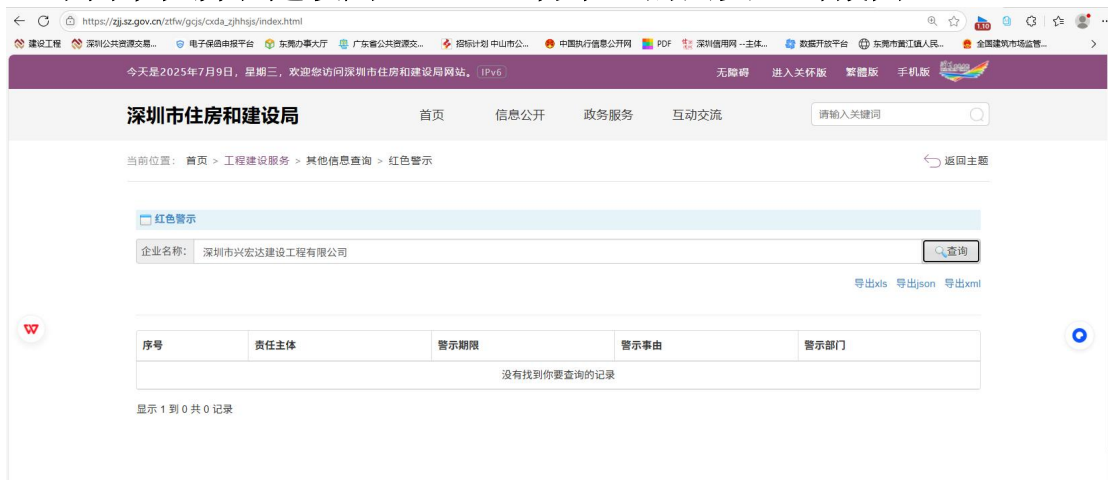 https://zjj.sz.gov.cn/ztfw/gcjs/cxda_zjhhsjs/index.html
建设工程 深圳公共资源交易... 电子保函申报平台 东莞办事大厅 广东省公共资源交... 招标计划 中山市公... 中国执行信息公开网 PDF 深圳信用网 --主体... 数据开放平台 东莞市黄江镇人民... 全国建筑市场监管...
今天是2025年7月9日,星期三,欢迎您访问深圳市住房和建设局网站。 IPv6 无障碍 进入关怀版 繁體版 手机版
深圳市住房和建设局 首页 信息公开 政务服务 互动交流 请输入关键词
当前位置: 首页 > 工程建设服务 > 其他信息查询 > 红色警示 返回主题
红色警示
企业名称: 深圳市兴宏达建设工程有限公司 查询
导出xls 导出json 导出xml
序号 责任主体 警示期限 警示事由 警示部门
没有找到你要查询的记录
显示 1 到 0 共 0 记录